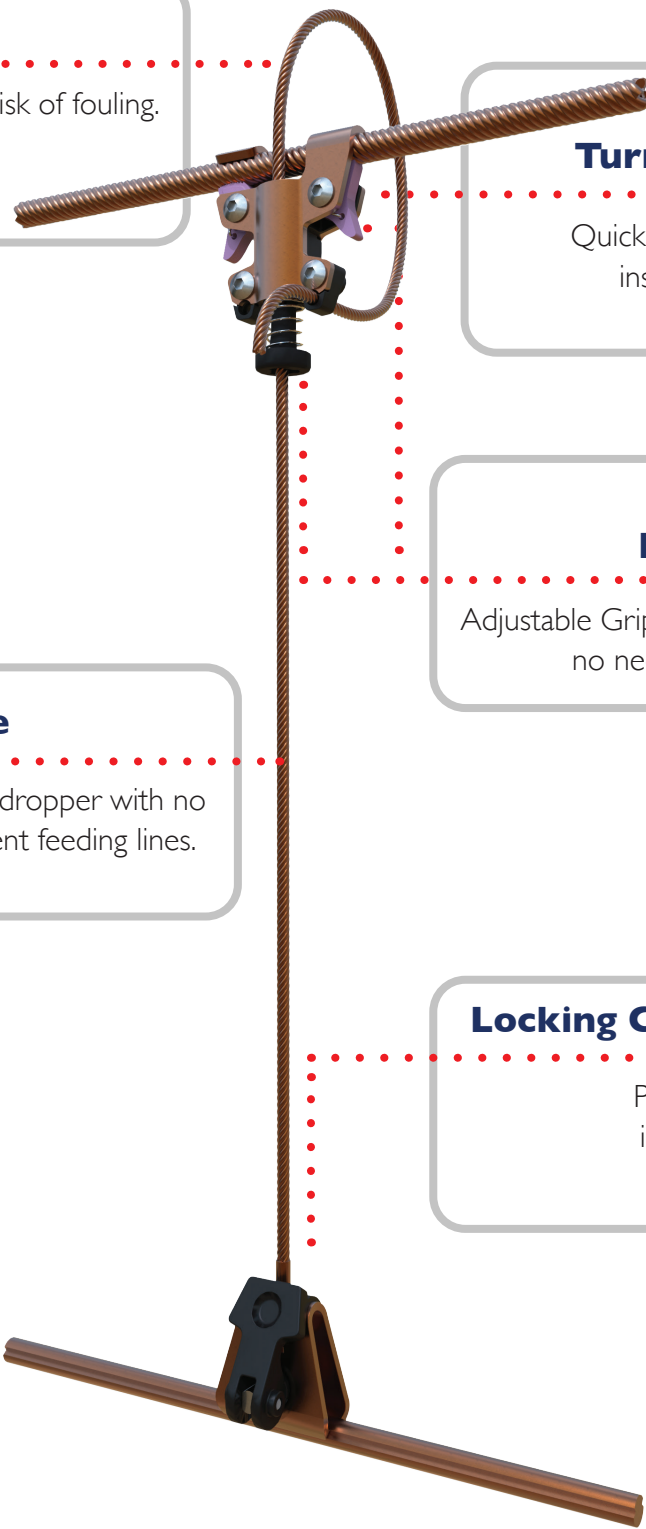 isk of fouling.
Turn
Quick
ins
Adjustable Grip
no ne
e
dropper with no
ent feeding lines.
Locking C
P
i